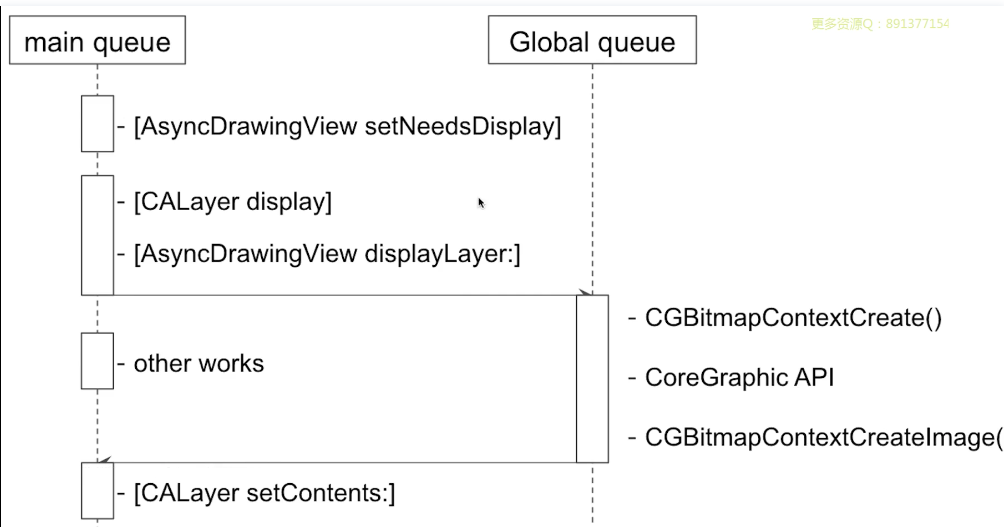 更多资源Q：891377154
main queue
Global queue
- [AsyncDrawingView setNeedsDisplay]
- [CALayer display]
- [AsyncDrawingView displayLayer:]
- CGBitmapContextCreate()
- other works
- CoreGraphic API
- CGBitmapContextCreateImage(
- [CALayer setContents:]